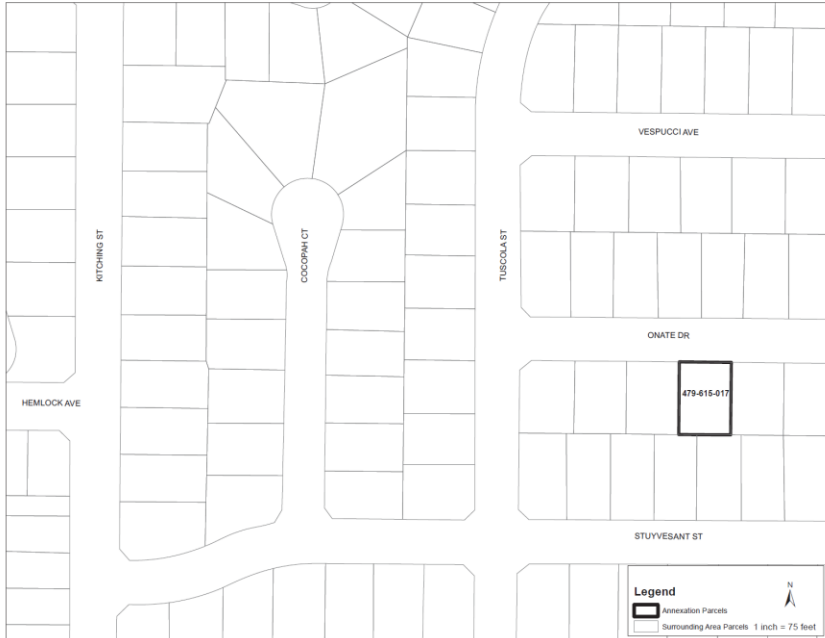 VESPUCCI AVE
KITCHING ST
COCOPAH CT
TUSCOLA ST
ONATE DR
479-615-017
HEMLOCK AVE
STUYVESANT ST
Legend
N
Annexation Parcels
Surrounding Area Parcels 1 inch = 75 feet